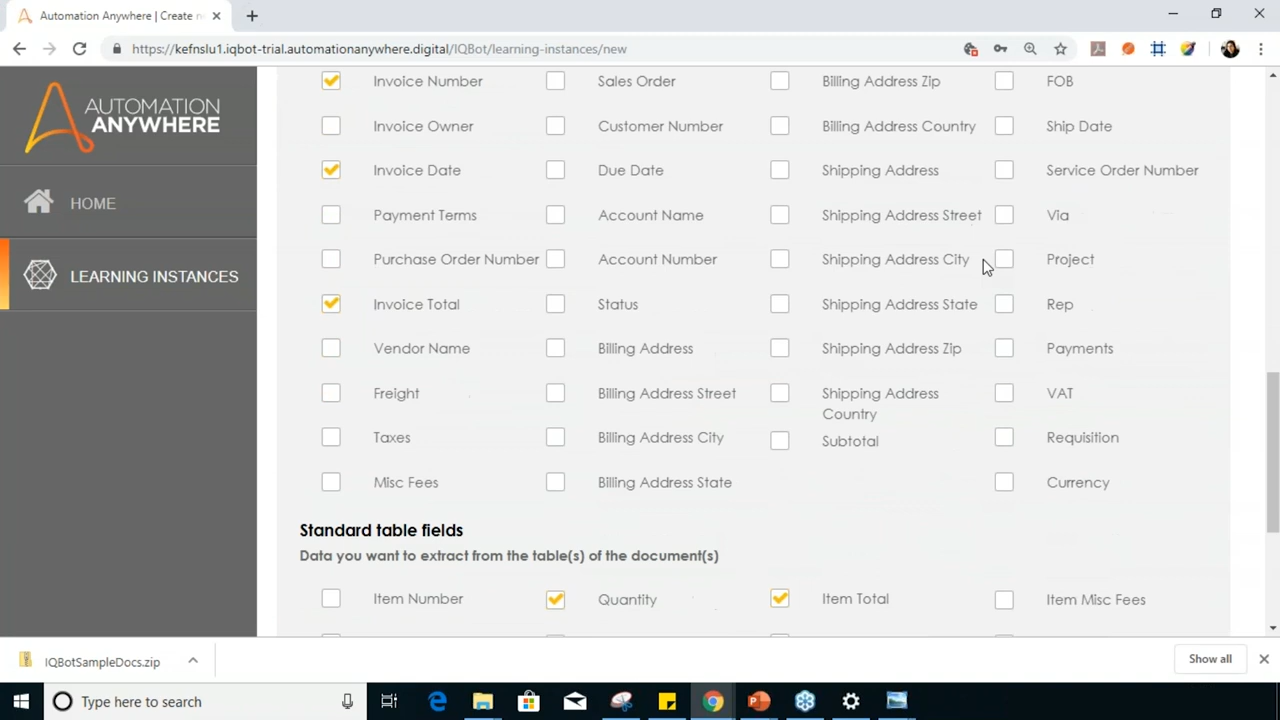 Automation Anywhere | Create n
https://kefnslu1.iqbot-trial.automationanywhere.digital/IQBot/learning-instances/new
AUTOMATION
ANYWHERE
HOME
LEARNING INSTANCES
Invoice Number Sales Order Billing Address Zip FOB
Invoice Owner Customer Number Billing Address Country Ship Date
Invoice Date Due Date Shipping Address Service Order Number
Payment Terms Account Name Shipping Address Street Via
Purchase Order Number Account Number Shipping Address City Project
Invoice Total Status Shipping Address State Rep
Vendor Name Billing Address Shipping Address Zip Payments
Freight Billing Address Street Shipping Address Country VAT
Taxes Billing Address City Subtotal Requisition
Misc Fees Billing Address State Currency
Standard table fields
Data you want to extract from the table(s) of the document(s)
Item Number Quantity Item Total Item Misc Fees
IQBotSampleDocs.zip
Show all
Type here to search